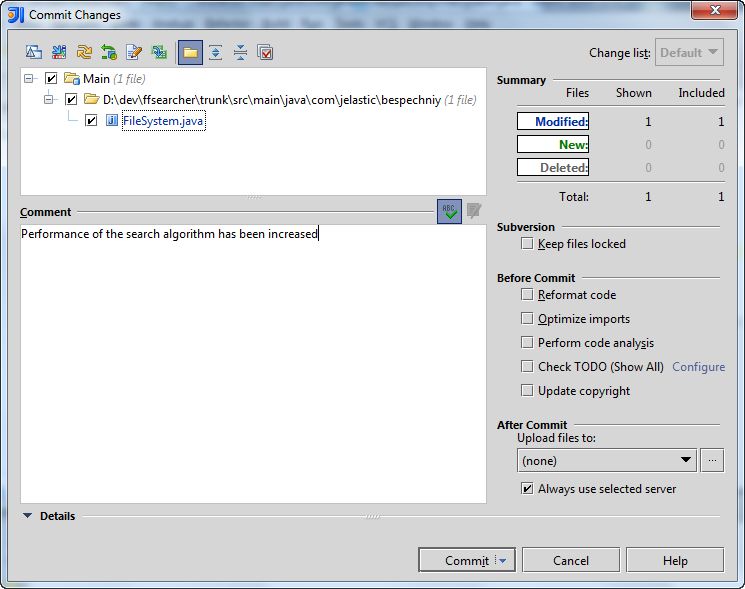 Commit Changes
Change list: Default
Main (1 file)
D:\dev\ffsearcher\trunk\src\main\java\com\jelastic\bespechniy (1 file)
FileSystem.java
Summary
Files Shown Included
Modified: 1 1
New: 0 0
Deleted: 0 0
Total: 1 1
Comment
ABC
Performance of the search algorithm has been increased
Subversion
Keep files locked
Before Commit
Reformat code
Optimize imports
Perform code analysis
Check TODO (Show All) Configure
Update copyright
After Commit
Upload files to:
(none) ...
Always use selected server
Details
Commit Cancel Help